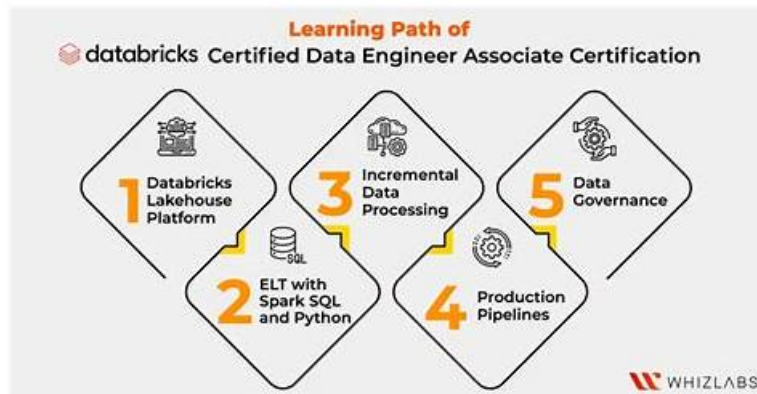 Learning Path of
databricks Certified Data Engineer Associate Certification
1
Databricks
Lakehouse
Platform
2
SQL
ELT with
Spark SQL
and Python
3
Incremental
Data
Processing
4
Production
Pipelines
5
Data
Governance
WHIZLABS